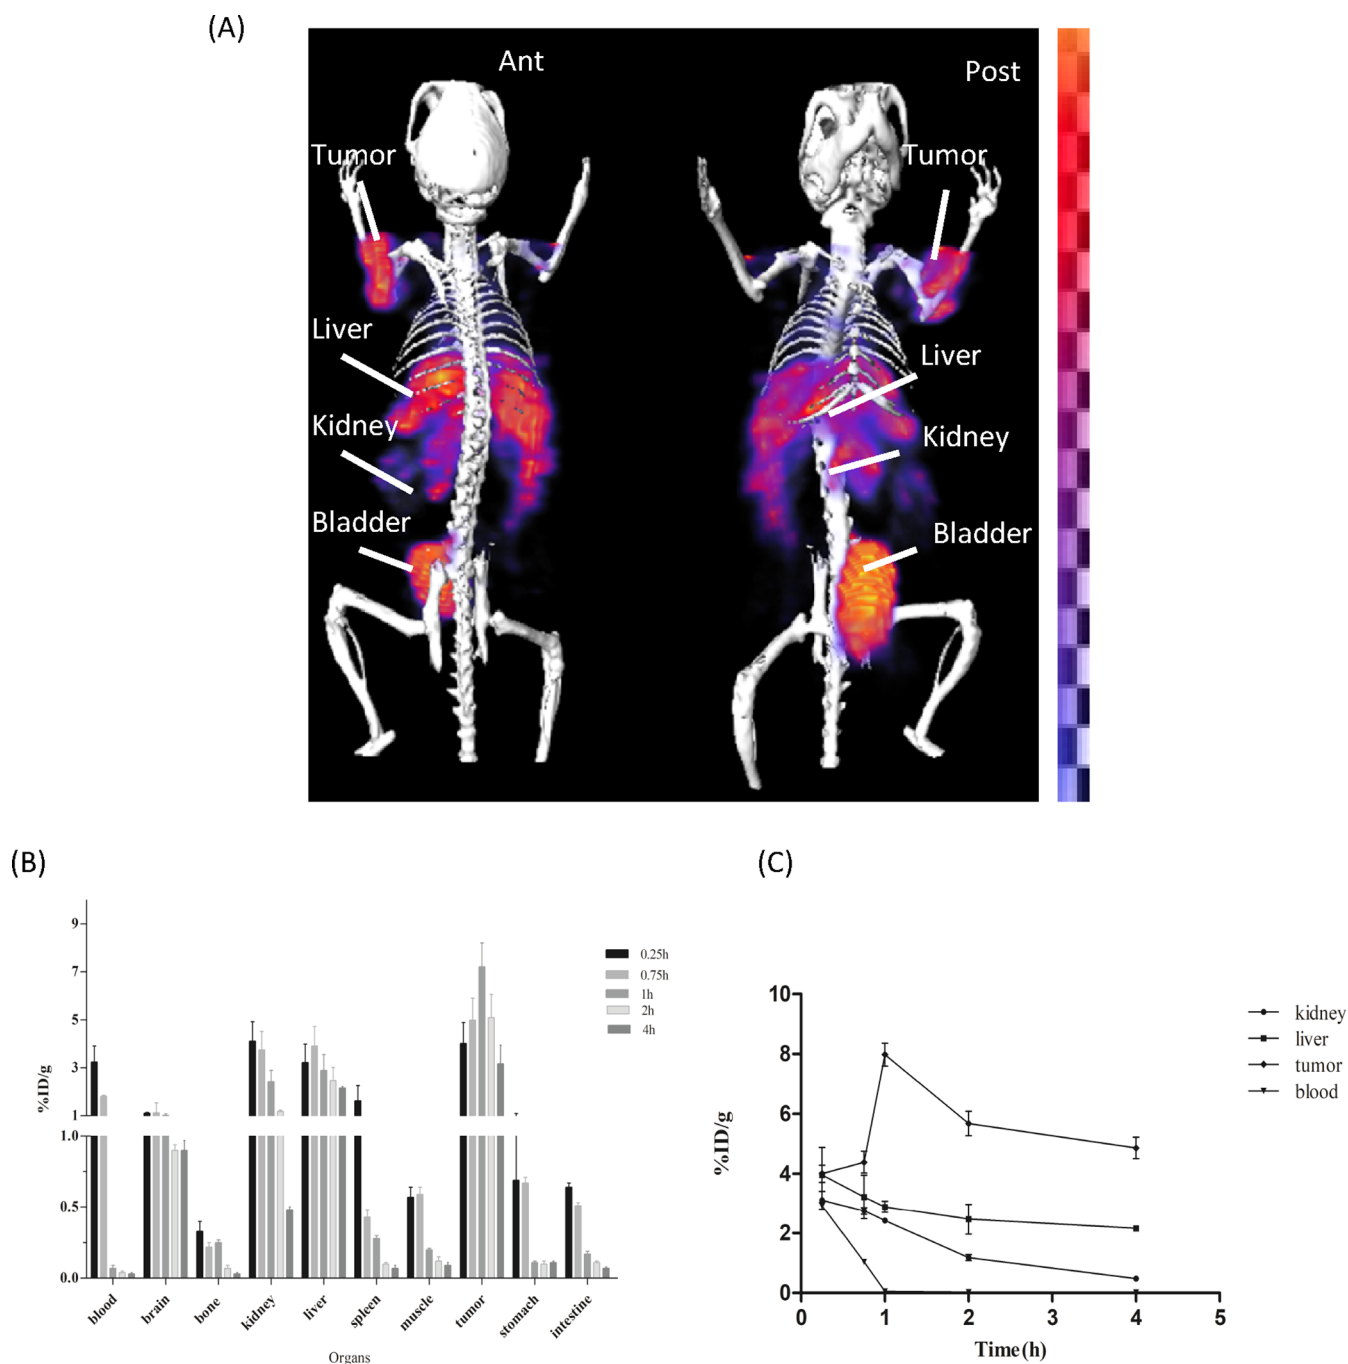 (A)
Ant
Post
Tumor
Tumor
Liver
Liver
Kidney
Kidney
Bladder
Bladder
(B)
(C)
9
7
5
3
1
1.0
0.5
0.0
%ID/g
0.25h
0.75h
1h
2h
4h
blood
brain
bone
kidney
liver
spleen
muscle
tumor
stomach
intestine
Organs
10
8
6
4
2
0
%ID/g
0
1
2
3
4
5
Time (h)
kidney
liver
tumor
blood